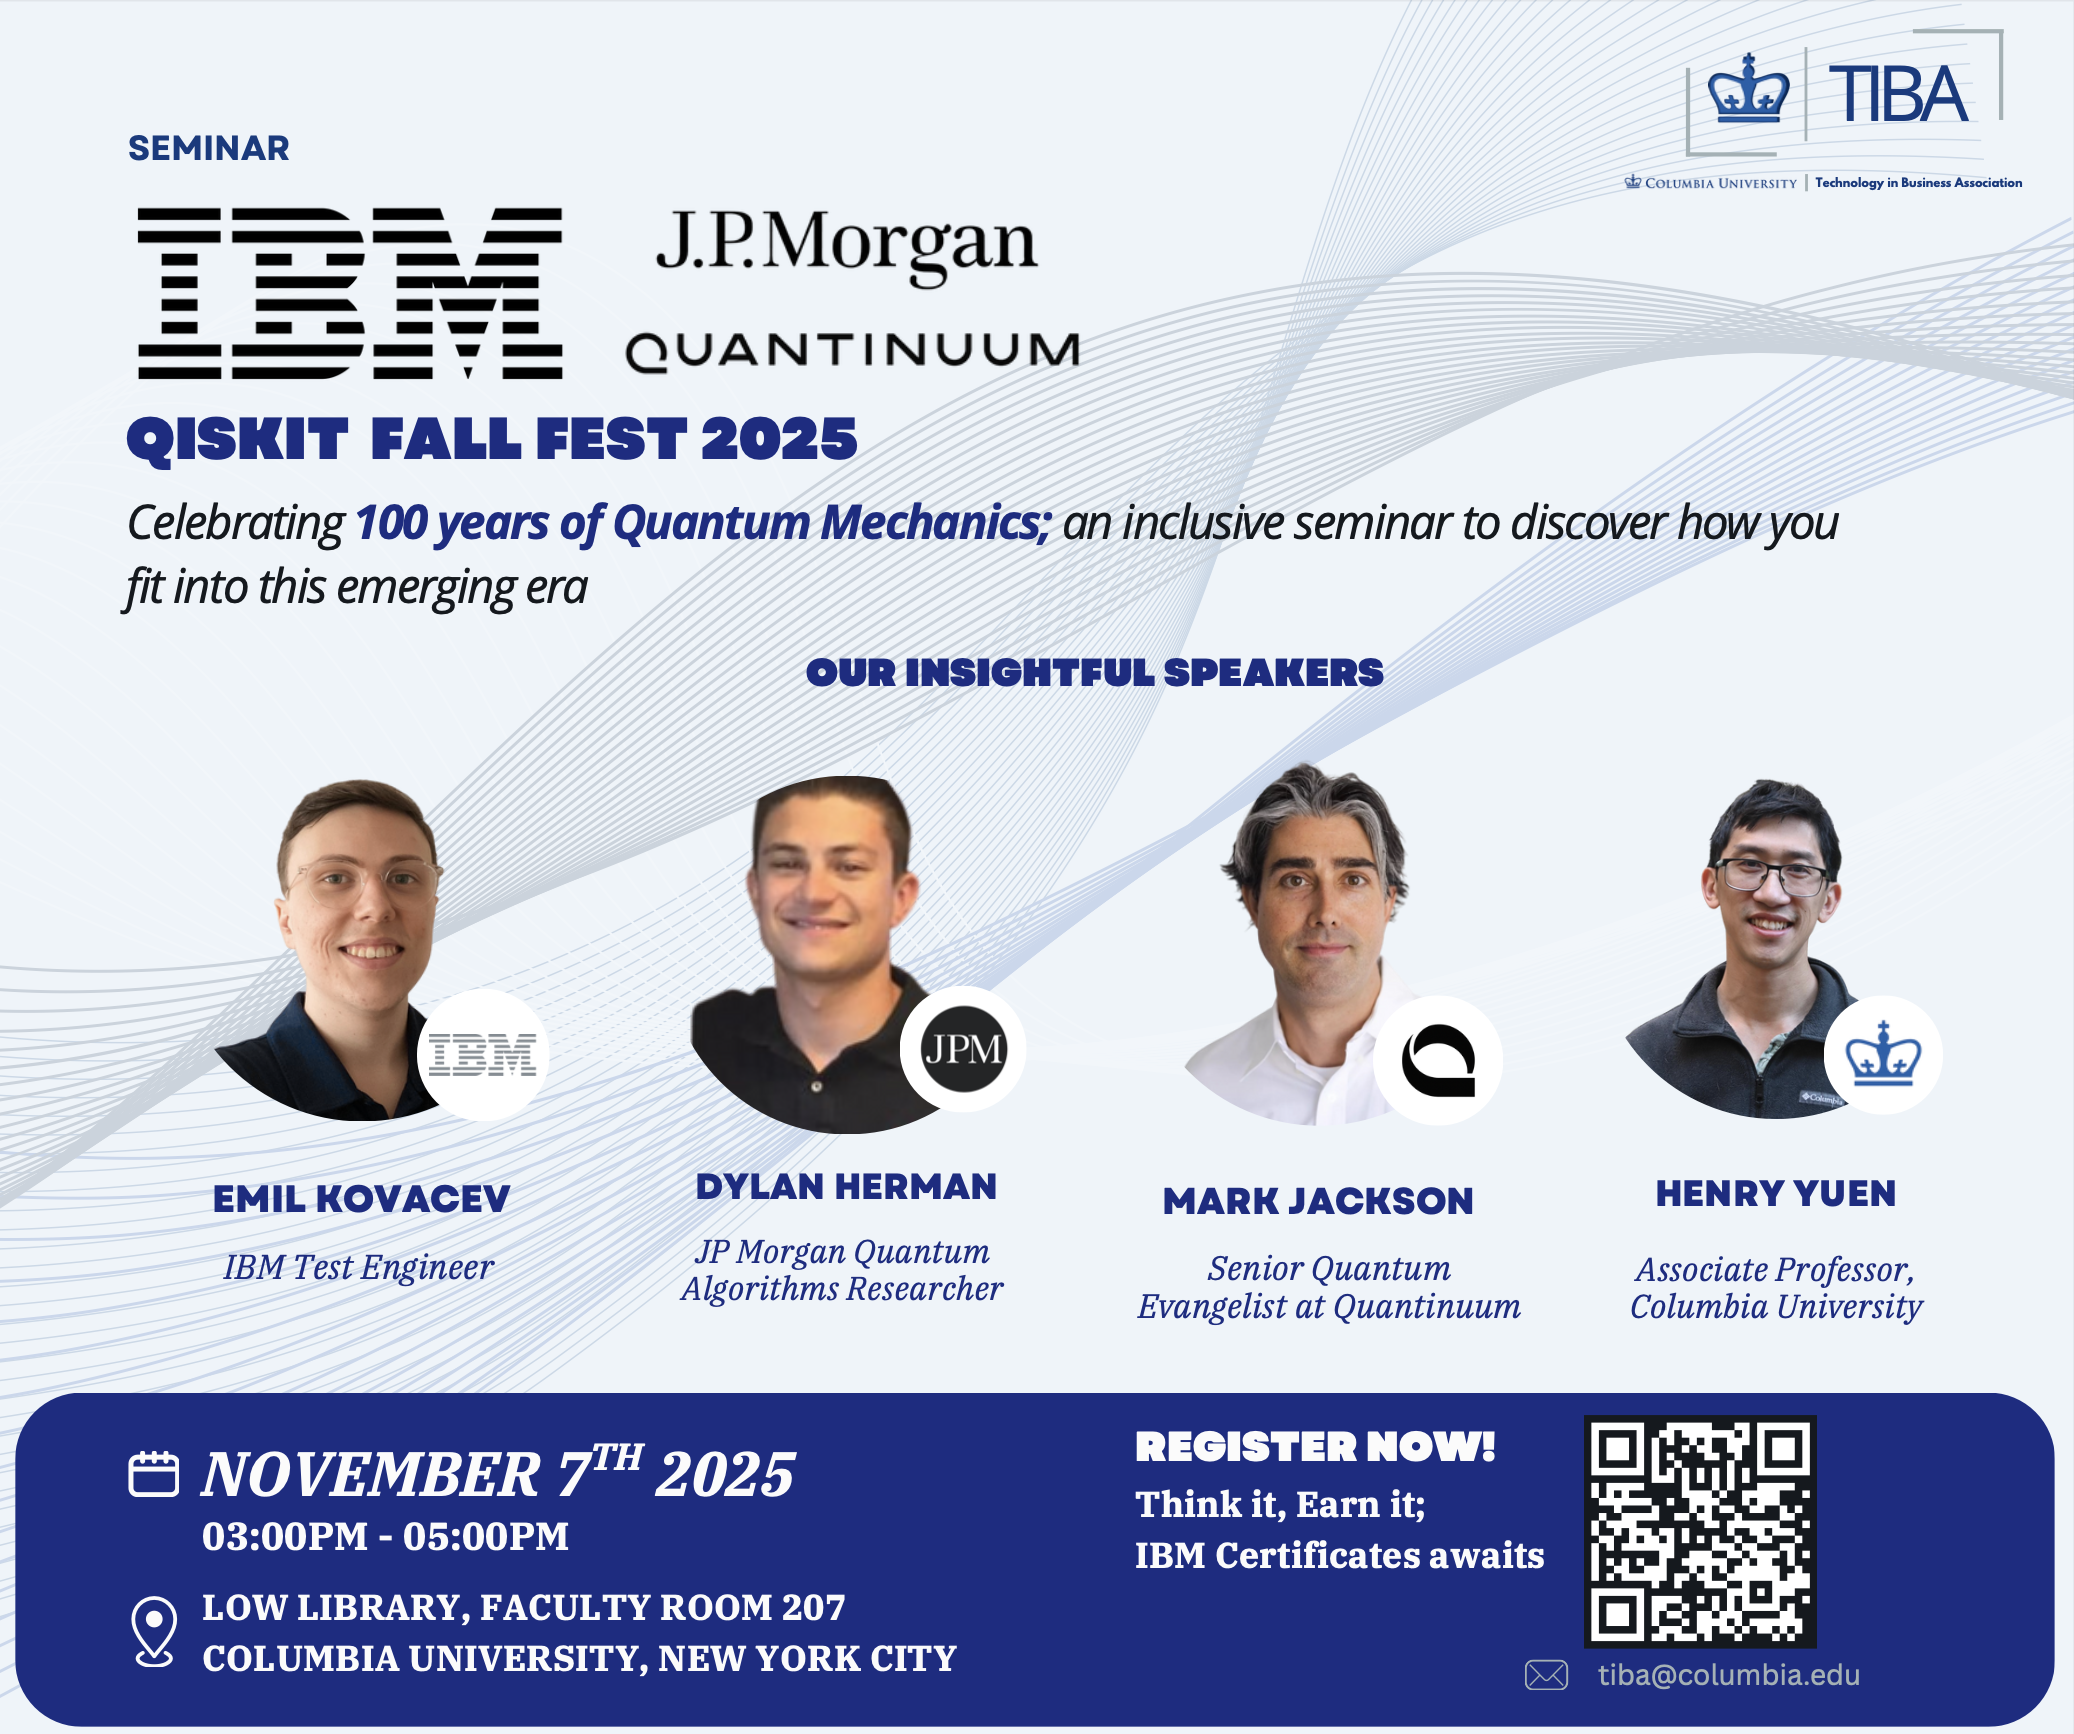 TIBA
COLUMBIA UNIVERSITY | Technology in Business Association
SEMINAR
IBM
J.P.Morgan
QUANTINUUM
QISKIT FALL FEST 2025
Celebrating 100 years of Quantum Mechanics; an inclusive seminar to discover how you
fit into this emerging era
OUR INSIGHTFUL SPEAKERS
IBM
JPM
Columbia
EMIL KOVACEV
IBM Test Engineer
DYLAN HERMAN
JP Morgan Quantum
Algorithms Researcher
MARK JACKSON
Senior Quantum
Evangelist at Quantinuum
HENRY YUEN
Associate Professor,
Columbia University
NOVEMBER 7TH 2025
03:00PM - 05:00PM
LOW LIBRARY, FACULTY ROOM 207
COLUMBIA UNIVERSITY, NEW YORK CITY
REGISTER NOW!
Think it, Earn it;
IBM Certificates awaits
tiba@columbia.edu